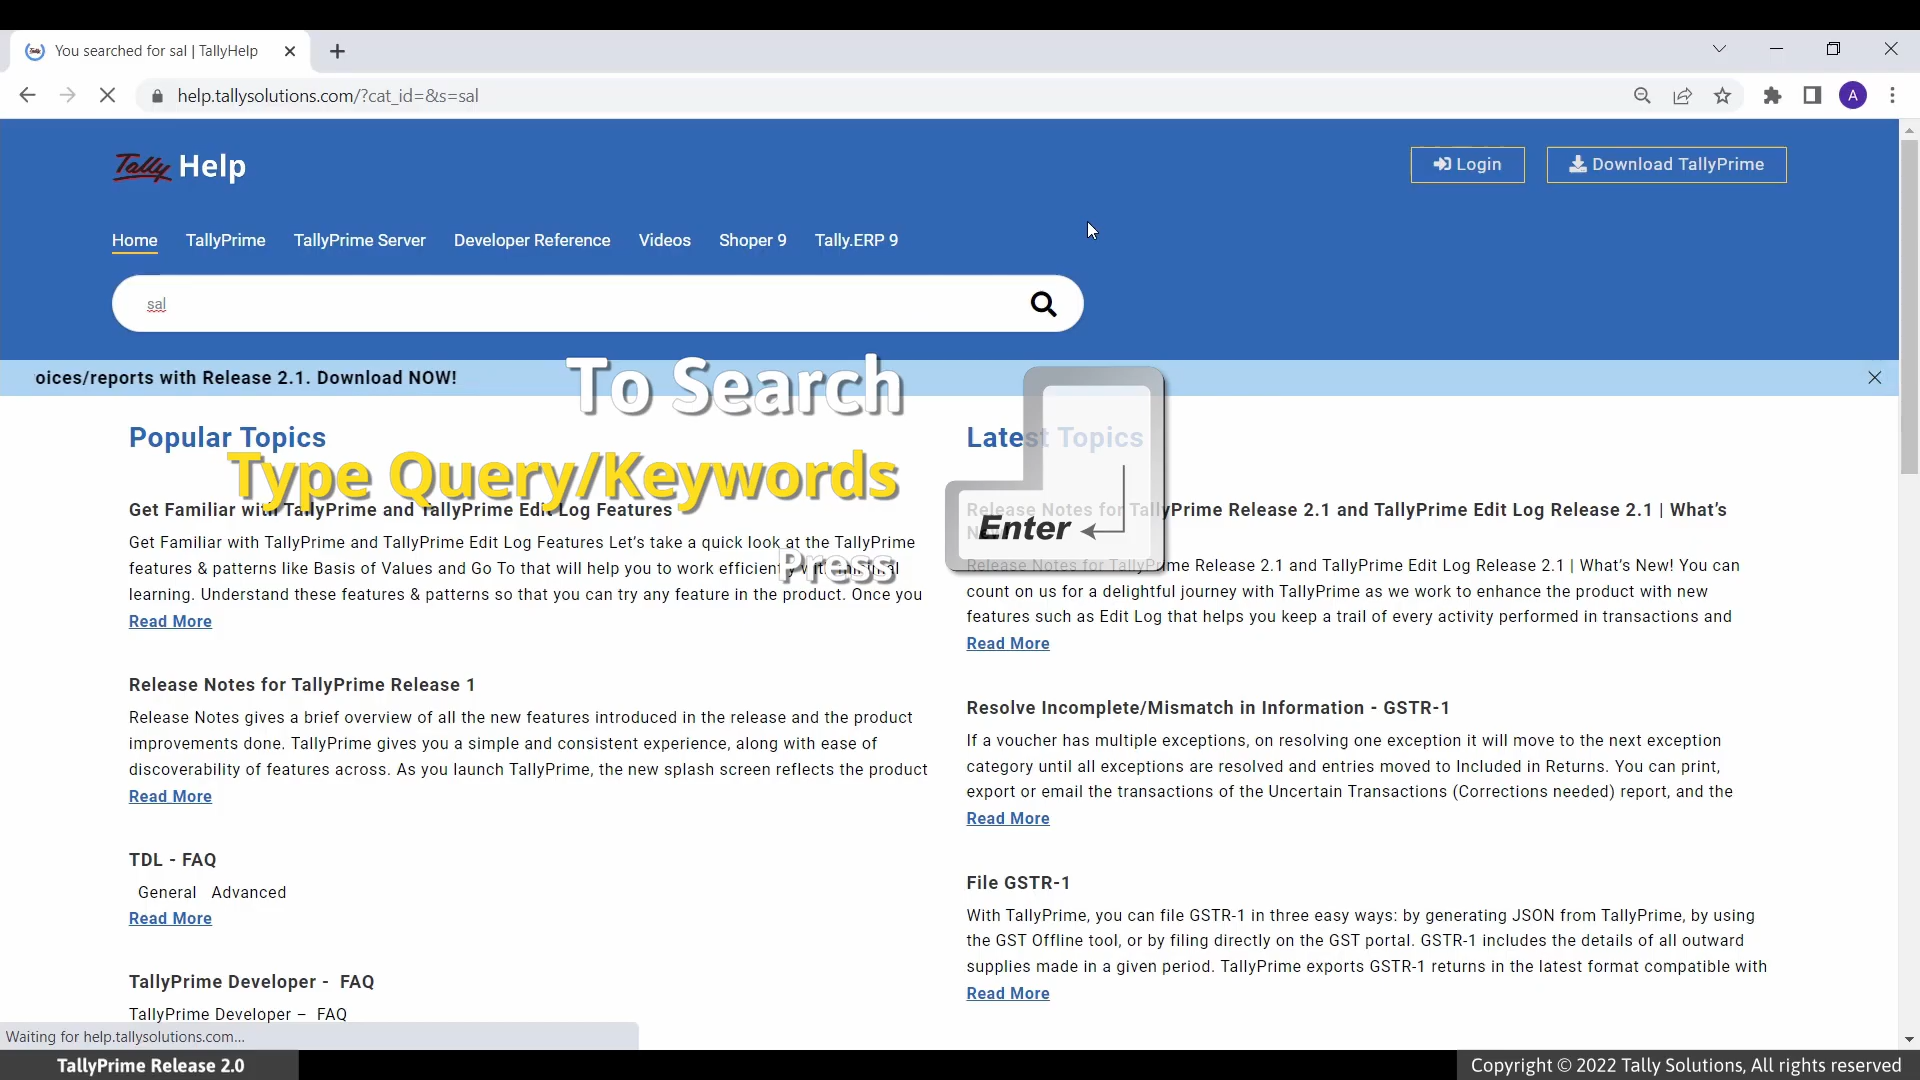 You searched for sal | TallyHelp
help.tallysolutions.com/?cat_id=&s=sal
A
Tally Help
Login
Download TallyPrime
Home TallyPrime TallyPrime Server Developer Reference Videos Shoper 9 Tally.ERP 9
sal
oices/reports with Release 2.1. Download NOW!
To Search
Type Query/Keywords
Press
Enter
Popular Topics
Get Familiar with TallyPrime and TallyPrime Edit Log Features
Get Familiar with TallyPrime and TallyPrime Edit Log Features Let's take a quick look at the TallyPrime
features & patterns like Basis of Values and Go To that will help you to work efficiently with minimal
learning. Understand these features & patterns so that you can try any feature in the product. Once you
Read More
Release Notes for TallyPrime Release 1
Release Notes gives a brief overview of all the new features introduced in the release and the product
improvements done. TallyPrime gives you a simple and consistent experience, along with ease of
discoverability of features across. As you launch TallyPrime, the new splash screen reflects the product
Read More
TDL - FAQ
General Advanced
Read More
TallyPrime Developer - FAQ
TallyPrime Developer – FAQ
Latest Topics
Release Notes for TallyPrime Release 2.1 and TallyPrime Edit Log Release 2.1 | What's
New!
Release Notes for TallyPrime Release 2.1 and TallyPrime Edit Log Release 2.1 | What's New! You can
count on us for a delightful journey with TallyPrime as we work to enhance the product with new
features such as Edit Log that helps you keep a trail of every activity performed in transactions and
Read More
Resolve Incomplete/Mismatch in Information - GSTR-1
If a voucher has multiple exceptions, on resolving one exception it will move to the next exception
category until all exceptions are resolved and entries moved to Included in Returns. You can print,
export or email the transactions of the Uncertain Transactions (Corrections needed) report, and the
Read More
File GSTR-1
With TallyPrime, you can file GSTR-1 in three easy ways: by generating JSON from TallyPrime, by using
the GST Offline tool, or by filing directly on the GST portal. GSTR-1 includes the details of all outward
supplies made in a given period. TallyPrime exports GSTR-1 returns in the latest format compatible with
Read More
Waiting for help.tallysolutions.com...
TallyPrime Release 2.0
Copyright © 2022 Tally Solutions, All rights reserved